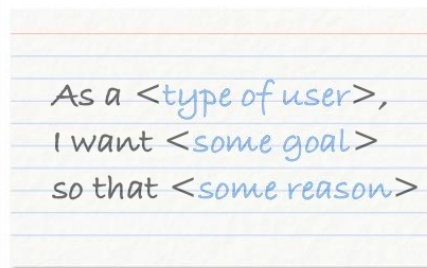 As a <type of user>,
I want <some goal>
so that <some reason>